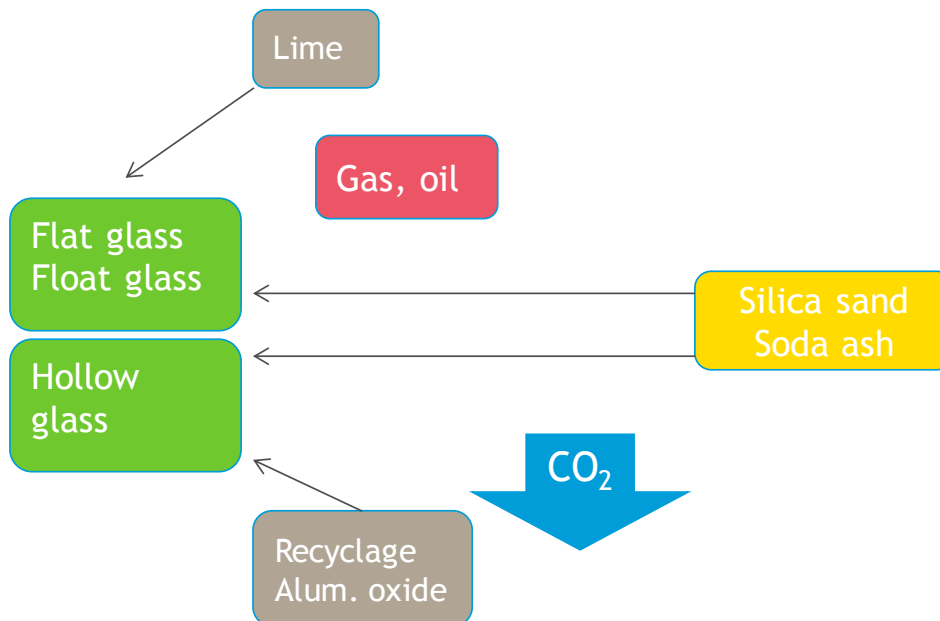 Lime
Gas, oil
Flat glass
Float glass
Silica sand
Soda ash
Hollow
glass
CO₂
Recyclage
Alum. oxide